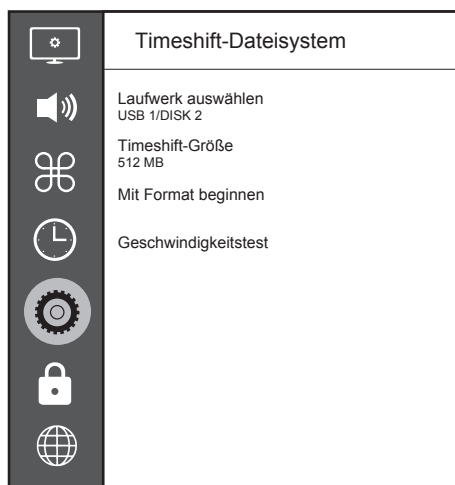 Timeshift-Dateisystem
Laufwerk auswählen
USB 1/DISK 2
Timeshift-Größe
512 MB
Mit Format beginnen
Geschwindigkeitstest